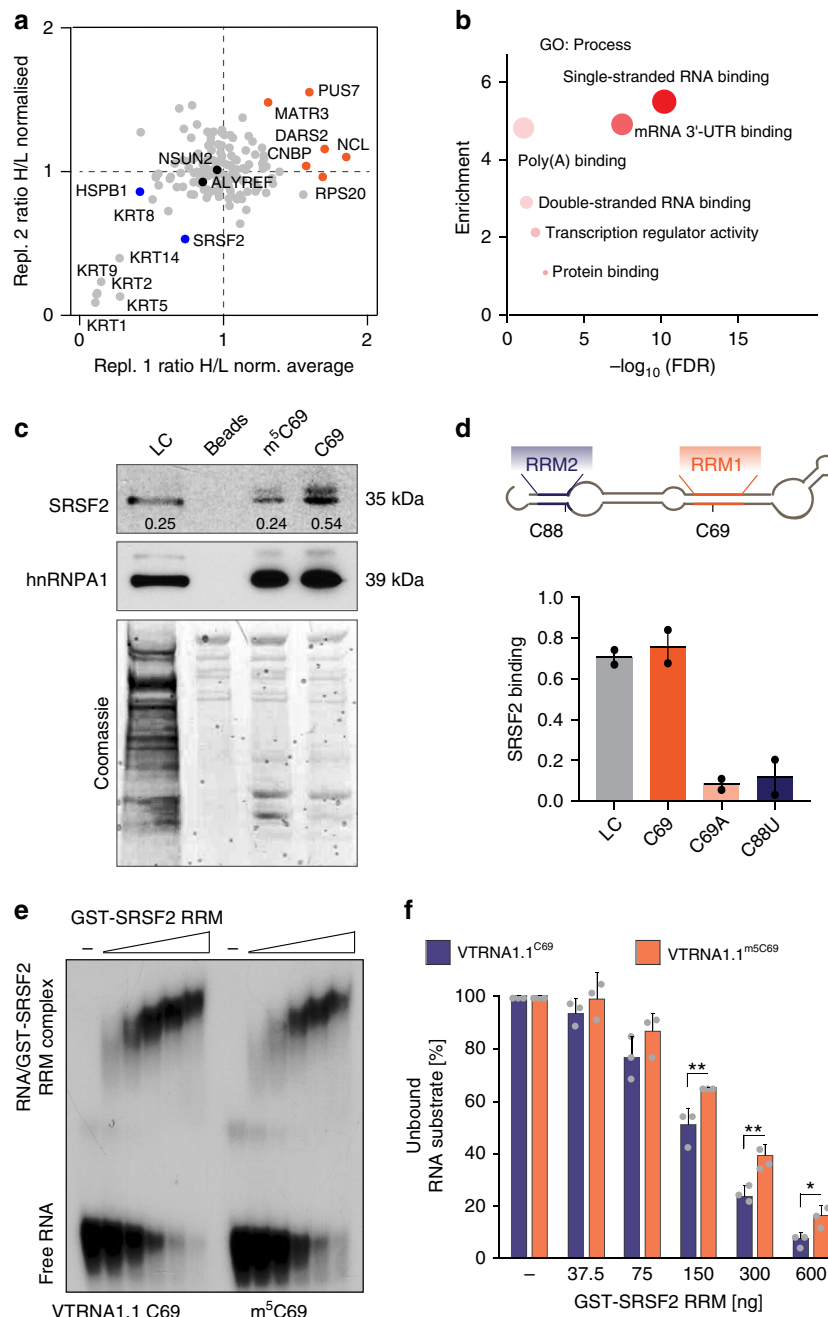 a
2
1
0
Repl. 2 ratio H/L normalised
PUS7
MATR3
DARS2
NCL
CNBP
NSUN2
ALYREF
RPS20
HSPB1
KRT8
SRSF2
KRT14
KRT9
KRT2
KRT5
KRT1
0 1 2
Repl. 1 ratio H/L norm. average
b
GO: Process
Single-stranded RNA binding
mRNA 3'-UTR binding
Poly(A) binding
Double-stranded RNA binding
Transcription regulator activity
Protein binding
6
4
2
0
Enrichment
0 5 10 15
–log10 (FDR)
c
LC Beads m⁵C69 C69
SRSF2 35 kDa
0.25 0.24 0.54
hnRNPA1 39 kDa
Coomassie
d
RRM2 RRM1
C88 C69
1.0
0.8
0.6
0.4
0.2
0.0
SRSF2 binding
LC C69 C69A C88U
e
GST-SRSF2 RRM
– –
RNA/GST-SRSF2
RRM complex
Free RNA
VTRNA1.1 C69 m⁵C69
f
VTRNA1.1^C69 VTRNA1.1^m5C69
100
80
60
40
20
0
Unbound
RNA substrate [%]
**
**
*
– 37.5 75 150 300 600
GST-SRSF2 RRM [ng]